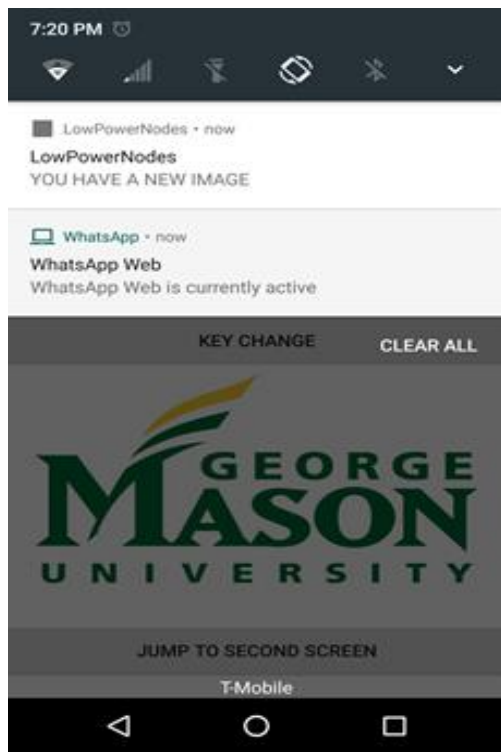 7:20 PM
LowPowerNodes • now
LowPowerNodes
YOU HAVE A NEW IMAGE
WhatsApp • now
WhatsApp Web
WhatsApp Web is currently active
KEY CHANGE
CLEAR ALL
GEORGE
MASON
UNIVERSITY
JUMP TO SECOND SCREEN
T-Mobile